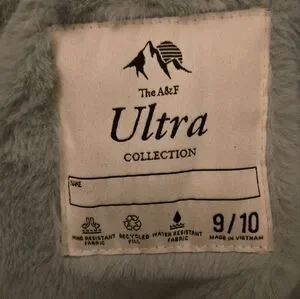 The A&F
Ultra
COLLECTION
NAME
WIND RESISTANT
FABRIC
RECYCLED
FILL
WATER RESISTANT
FABRIC
9/10
MADE IN VIETNAM